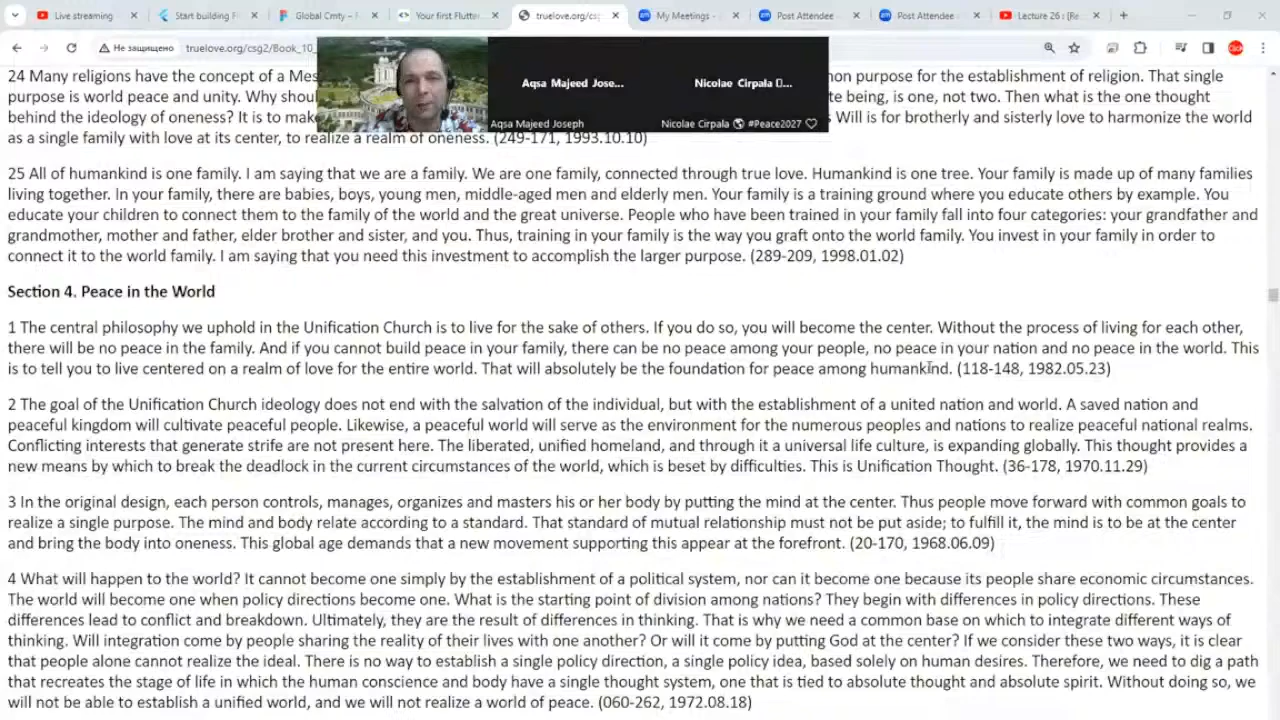 Live streaming
Start building F
Global Cmty –
Your first Flutter
truelove.org/csg
My Meetings -
Post Attendee
Post Attendee
Lecture 26 : [Re
Не защищено
truelove.org/csg2/Book_10_
24 Many religions have the concept of a Mes
on purpose for the establishment of religion. That single
purpose is world peace and unity. Why shou
te being, is one, not two. Then what is the one thought
behind the ideology of oneness? It is to mak
Will is for brotherly and sisterly love to harmonize the world
as a single family with love at its center, to realize a realm of oneness. (249-171, 1993.10.10)
Aqsa Majeed Jose...
Nicolae Cirpala
Aqsa Majeed Joseph
Nicolae Cirpala 🌎 #Peace2027 ♡
25 All of humankind is one family. I am saying that we are a family. We are one family, connected through true love. Humankind is one tree. Your family is made up of many families
living together. In your family, there are babies, boys, young men, middle-aged men and elderly men. Your family is a training ground where you educate others by example. You
educate your children to connect them to the family of the world and the great universe. People who have been trained in your family fall into four categories: your grandfather and
grandmother, mother and father, elder brother and sister, and you. Thus, training in your family is the way you graft onto the world family. You invest in your family in order to
connect it to the world family. I am saying that you need this investment to accomplish the larger purpose. (289-209, 1998.01.02)
Section 4. Peace in the World
1 The central philosophy we uphold in the Unification Church is to live for the sake of others. If you do so, you will become the center. Without the process of living for each other,
there will be no peace in the family. And if you cannot build peace in your family, there can be no peace among your people, no peace in your nation and no peace in the world. This
is to tell you to live centered on a realm of love for the entire world. That will absolutely be the foundation for peace among humankind. (118-148, 1982.05.23)
2 The goal of the Unification Church ideology does not end with the salvation of the individual, but with the establishment of a united nation and world. A saved nation and
peaceful kingdom will cultivate peaceful people. Likewise, a peaceful world will serve as the environment for the numerous peoples and nations to realize peaceful national realms.
Conflicting interests that generate strife are not present here. The liberated, unified homeland, and through it a universal life culture, is expanding globally. This thought provides a
new means by which to break the deadlock in the current circumstances of the world, which is beset by difficulties. This is Unification Thought. (36-178, 1970.11.29)
3 In the original design, each person controls, manages, organizes and masters his or her body by putting the mind at the center. Thus people move forward with common goals to
realize a single purpose. The mind and body relate according to a standard. That standard of mutual relationship must not be put aside; to fulfill it, the mind is to be at the center
and bring the body into oneness. This global age demands that a new movement supporting this appear at the forefront. (20-170, 1968.06.09)
4 What will happen to the world? It cannot become one simply by the establishment of a political system, nor can it become one because its people share economic circumstances.
The world will become one when policy directions become one. What is the starting point of division among nations? They begin with differences in policy directions. These
differences lead to conflict and breakdown. Ultimately, they are the result of differences in thinking. That is why we need a common base on which to integrate different ways of
thinking. Will integration come by people sharing the reality of their lives with one another? Or will it come by putting God at the center? If we consider these two ways, it is clear
that people alone cannot realize the ideal. There is no way to establish a single policy direction, a single policy idea, based solely on human desires. Therefore, we need to dig a path
that recreates the stage of life in which the human conscience and body have a single thought system, one that is tied to absolute thought and absolute spirit. Without doing so, we
will not be able to establish a unified world, and we will not realize a world of peace. (060-262, 1972.08.18)